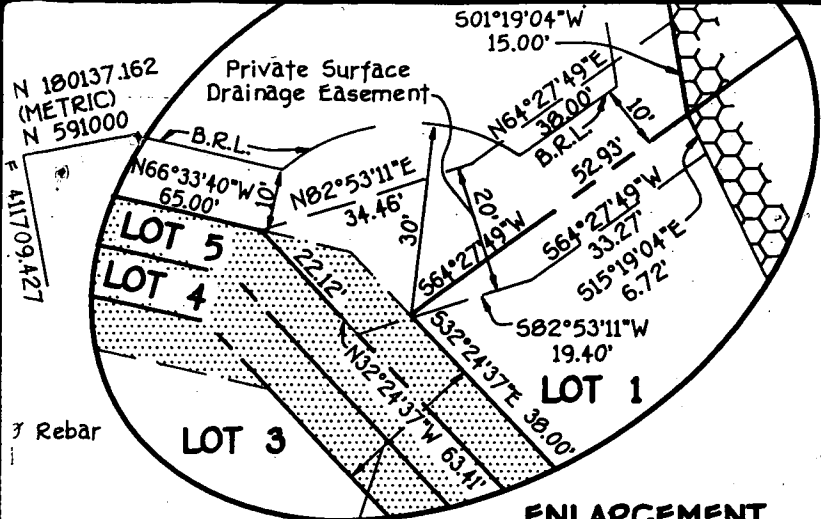 S01°19'04"W
15.00'
N 180137.162
(METRIC)
N 591000
E 411709.427
Private Surface
Drainage Easement
N64°27'49"E
38.00'
B.R.L.
B.R.L.
10'
N66°33'40"W
65.00'
10'
N82°53'11"E
34.46'
30'
20'
52.93'
S64°27'49"W
S64°27'49"W
33.27'
S15°19'04"E
6.72'
S82°53'11"W
19.40'
LOT 5
LOT 4
22.12'
N32°24'37"W 63.41'
S32°24'37"E 38.00'
LOT 1
LOT 3
Rebar
ENLARGEMENT